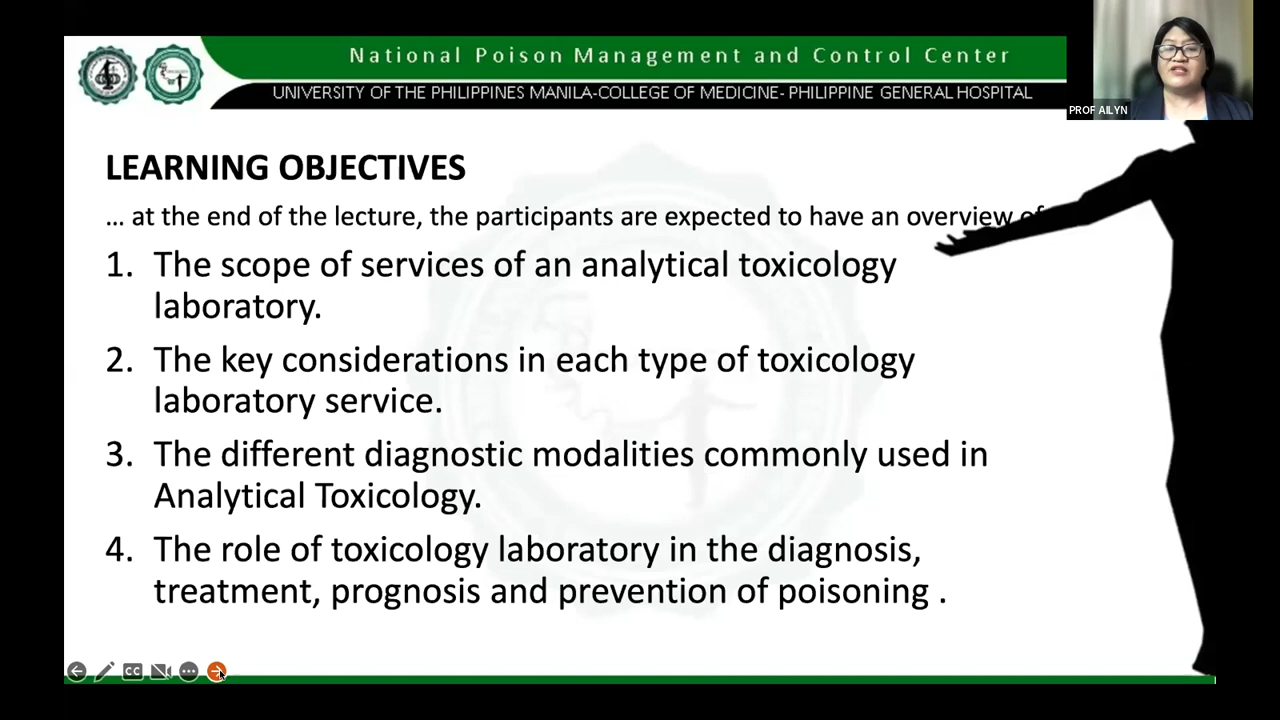 National Poison Management and Control Center
UNIVERSITY OF THE PHILIPPINES MANILA-COLLEGE OF MEDICINE- PHILIPPINE GENERAL HOSPITAL
PROF AILYN
LEARNING OBJECTIVES
... at the end of the lecture, the participants are expected to have an overview of
1. The scope of services of an analytical toxicology
laboratory.
2. The key considerations in each type of toxicology
laboratory service.
3. The different diagnostic modalities commonly used in
Analytical Toxicology.
4. The role of toxicology laboratory in the diagnosis,
treatment, prognosis and prevention of poisoning .
CC